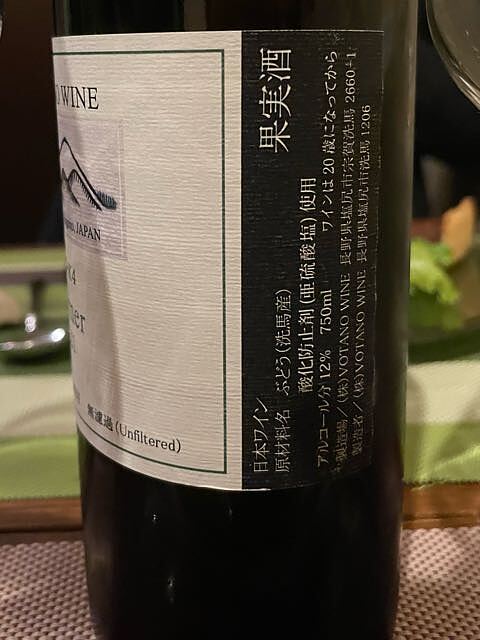 WINE
JAPAN
無濾過 (Unfiltered)
果実酒
日本ワイン
原材料名 ぶどう(洗馬産)
酸化防止剤(亜硫酸塩)使用
アルコール分12% 750ml ワインは20歳になってから
製造場/(株)VOTANO WINE 長野県塩尻市宗賀洗馬 2660-1
製造者/(株)VOTANO WINE 長野県塩尻市洗馬 1206